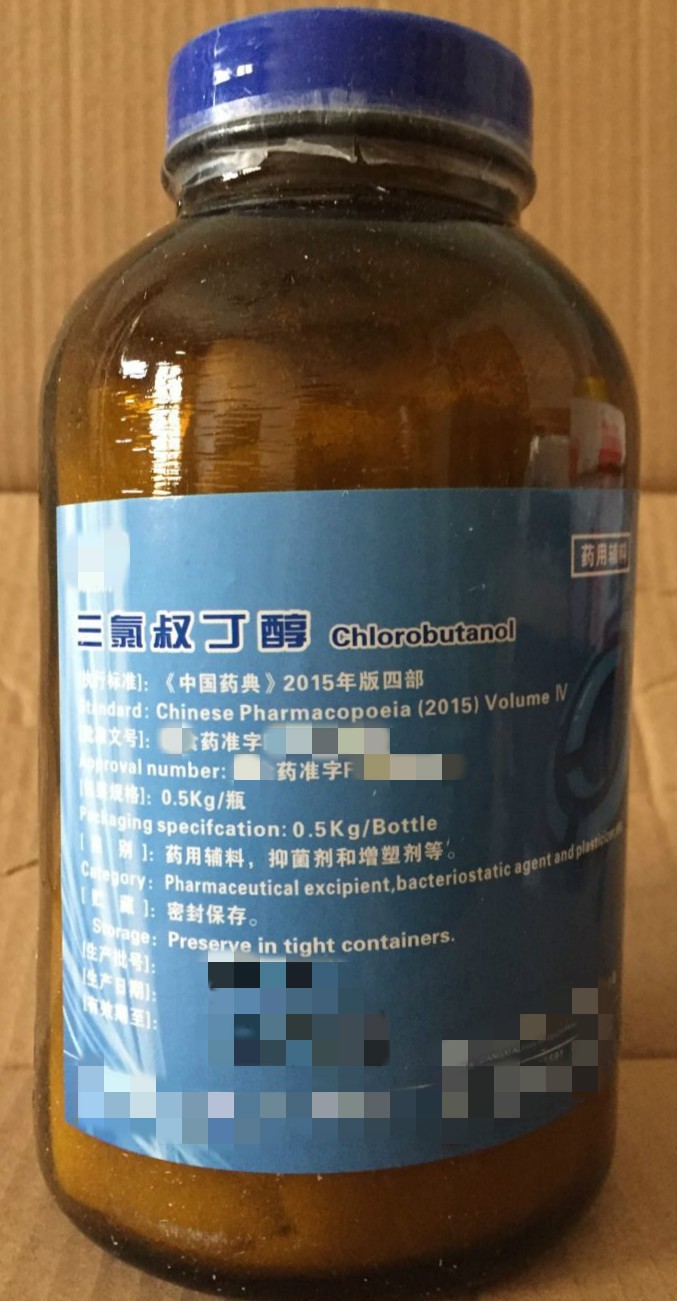 药用辅料
三氯叔丁醇 Chlorobutanol
执行标准]: 《中国药典》2015年版四部
Standard: Chinese Pharmacopoeia (2015) Volume Ⅳ
批准文号]: 药准字
Approval number: 药准字F
规格]: 0.5Kg/瓶
Packaging specifcation: 0.5Kg/Bottle
[ 别 ]: 药用辅料, 抑菌剂和增塑剂等。
Category: Pharmaceutical excipient,bacteriostatic agent and plasticizer
[贮 藏]: 密封保存。
Storage: Preserve in tight containers.
[生产批号]:
[生产日期]:
[有效期至]: